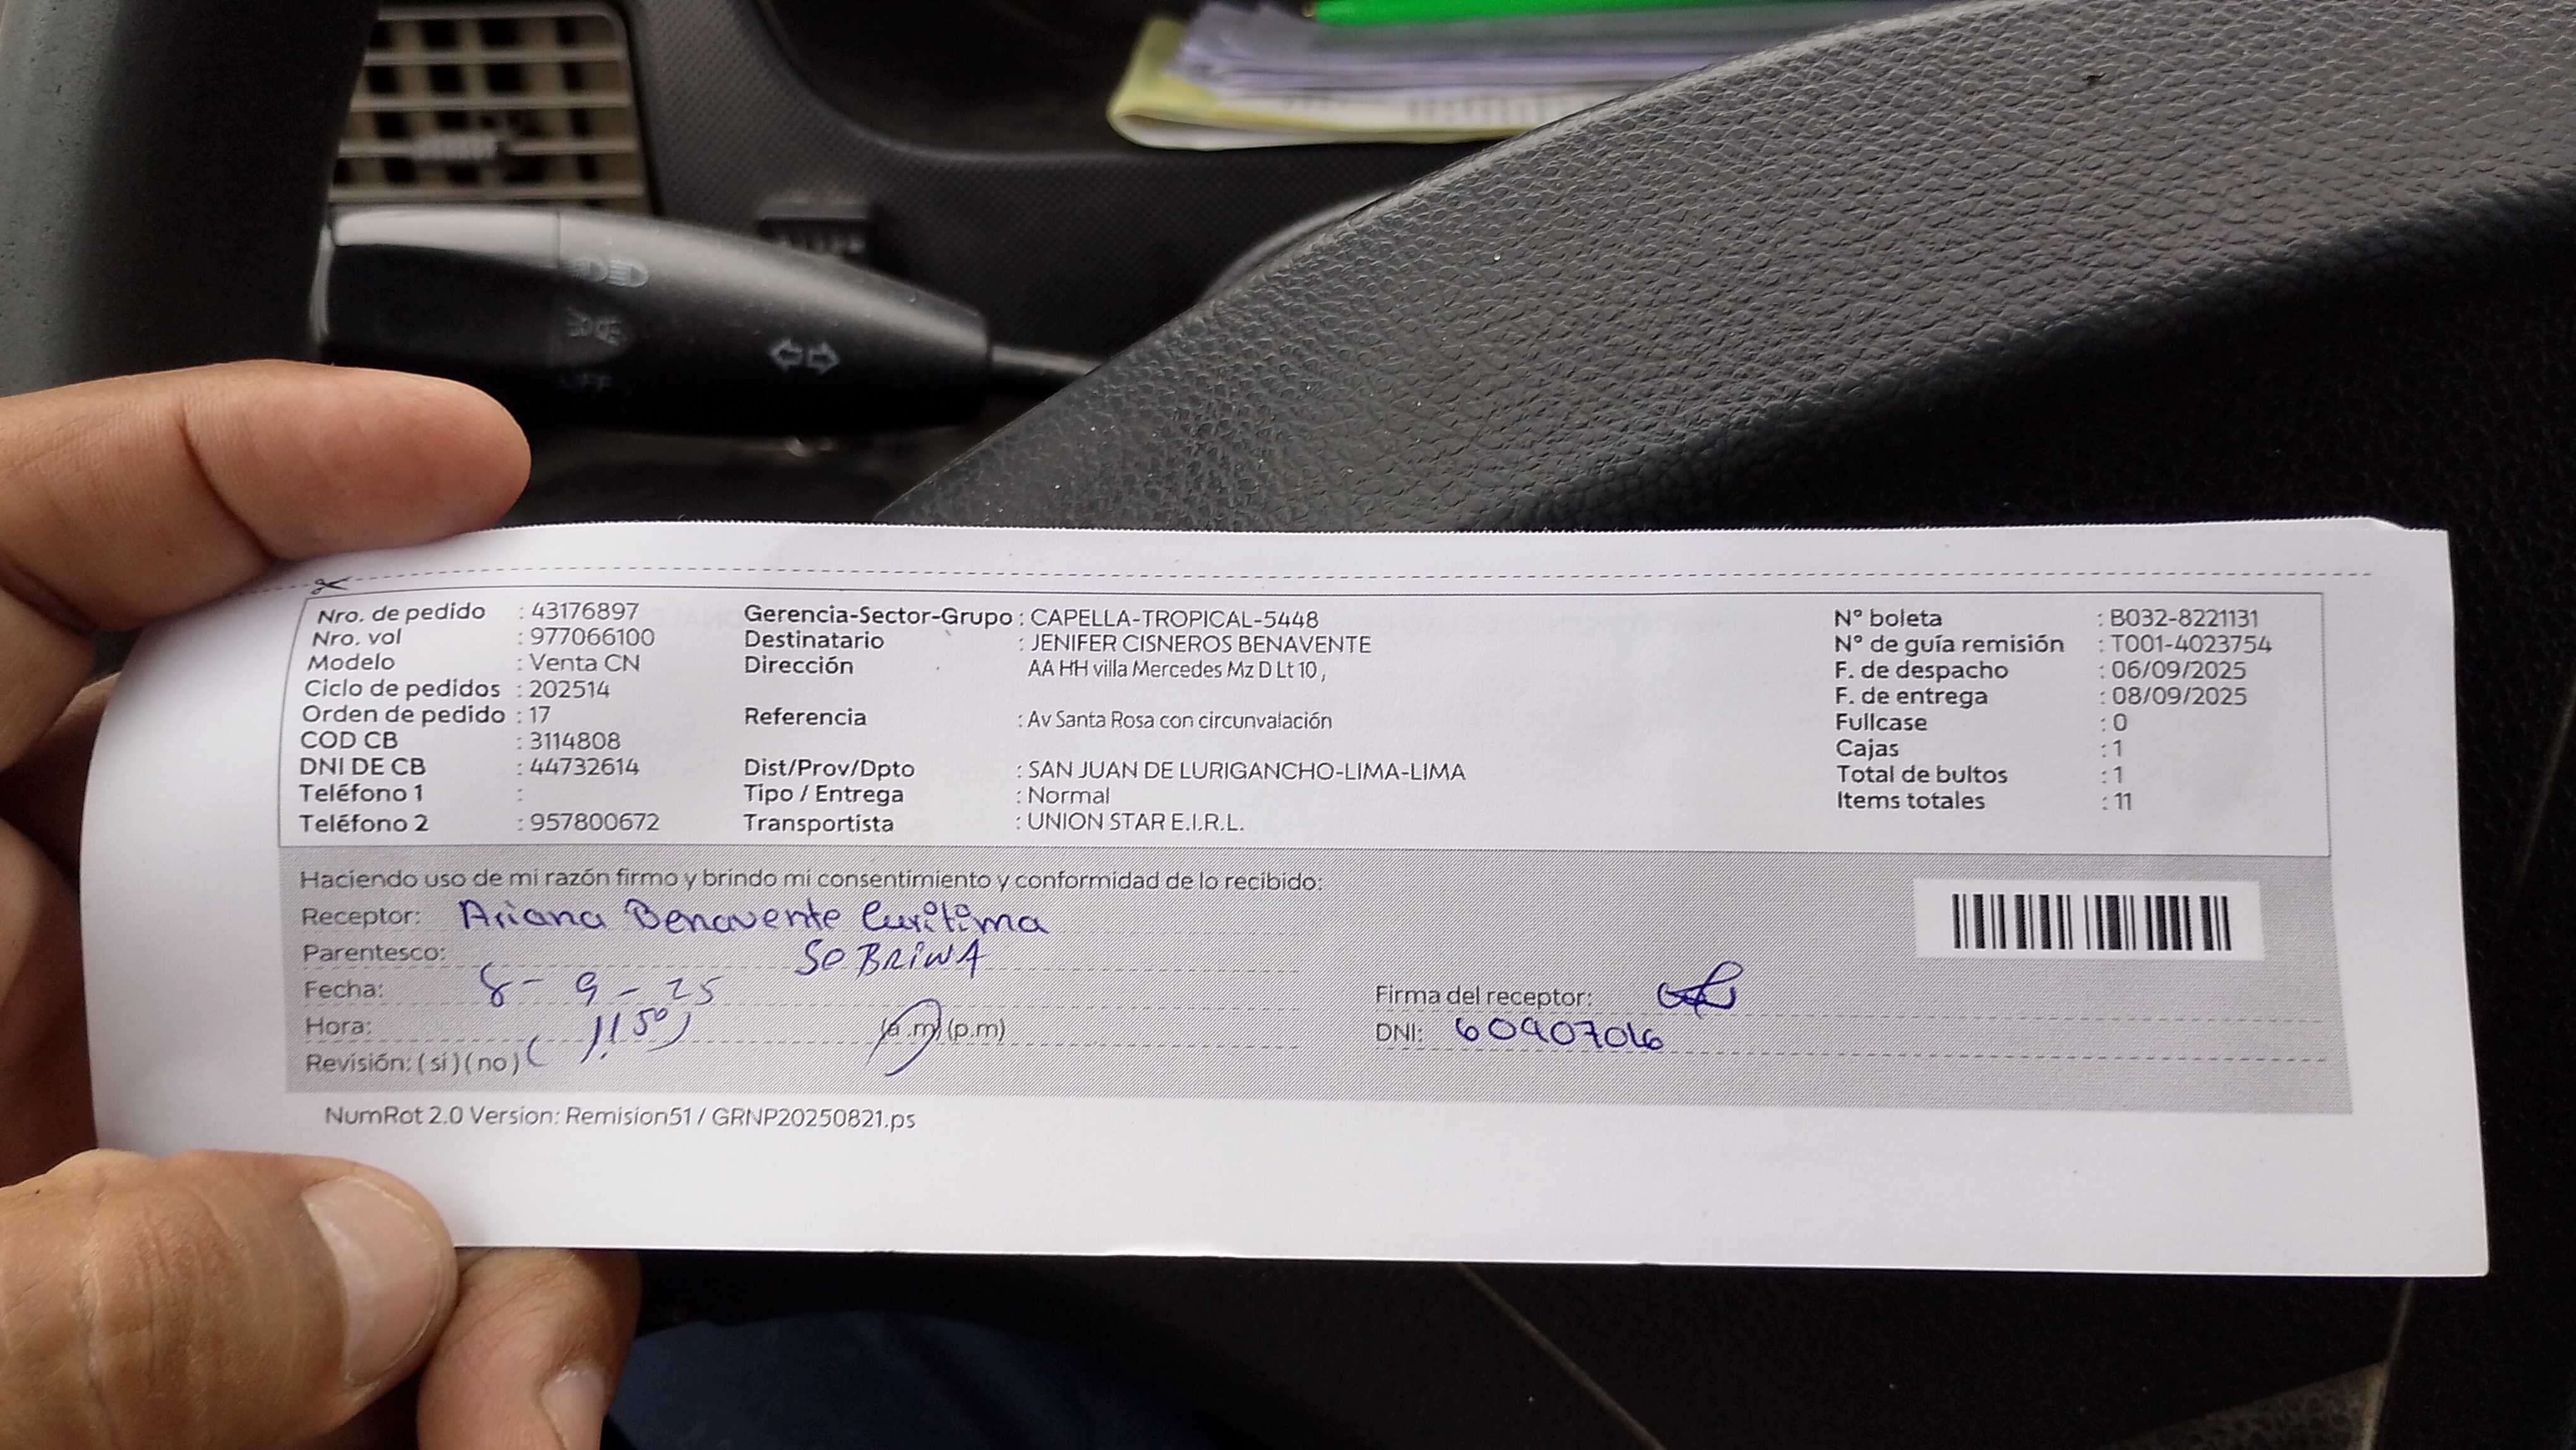 OFF
Nro. de pedido : 43176897 Gerencia-Sector-Grupo : CAPELLA-TROPICAL-5448 N° boleta : B032-8221131
Nro. vol : 977066100 Destinatario : JENIFER CISNEROS BENAVENTE N° de guía remisión : T001-4023754
Modelo : Venta CN Dirección AA HH villa Mercedes Mz D Lt 10 , F. de despacho : 06/09/2025
Ciclo de pedidos : 202514 F. de entrega : 08/09/2025
Orden de pedido : 17 Referencia : Av Santa Rosa con circunvalación Fullcase : 0
COD CB : 3114808 Cajas : 1
DNI DE CB : 44732614 Dist/Prov/Dpto : SAN JUAN DE LURIGANCHO-LIMA-LIMA Total de bultos : 1
Teléfono 1 : Tipo / Entrega : Normal Items totales : 11
Teléfono 2 : 957800672 Transportista : UNION STAR E.I.R.L.
Haciendo uso de mi razón firmo y brindo mi consentimiento y conformidad de lo recibido:
Receptor: Ariana Benavente Curitima
Parentesco: SOBRINA
Fecha: 8 - 9 - 25 Firma del receptor:
Hora: (11:50) (a.m) (p.m) DNI: 60907016
Revisión: ( si ) ( no )
NumRot 2.0 Version: Remision51 / GRNP20250821.ps